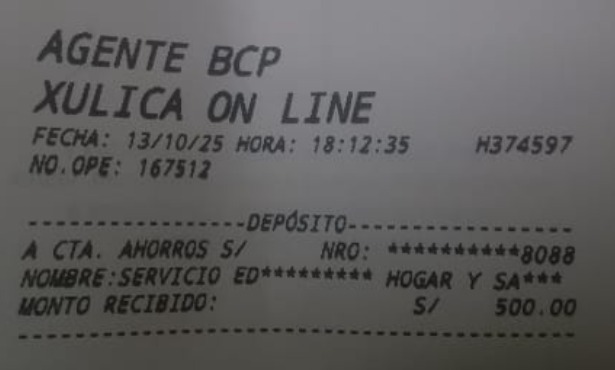 AGENTE BCP
XULICA ON LINE
FECHA: 13/10/25 HORA: 18:12:35 H374597
NO.OPE: 167512
-----------------DEPÓSITO-----------------
A CTA. AHORROS S/ NRO: **********8088
NOMBRE:SERVICIO ED********* HOGAR Y SA***
MONTO RECIBIDO: S/ 500.00
------------------------------------------